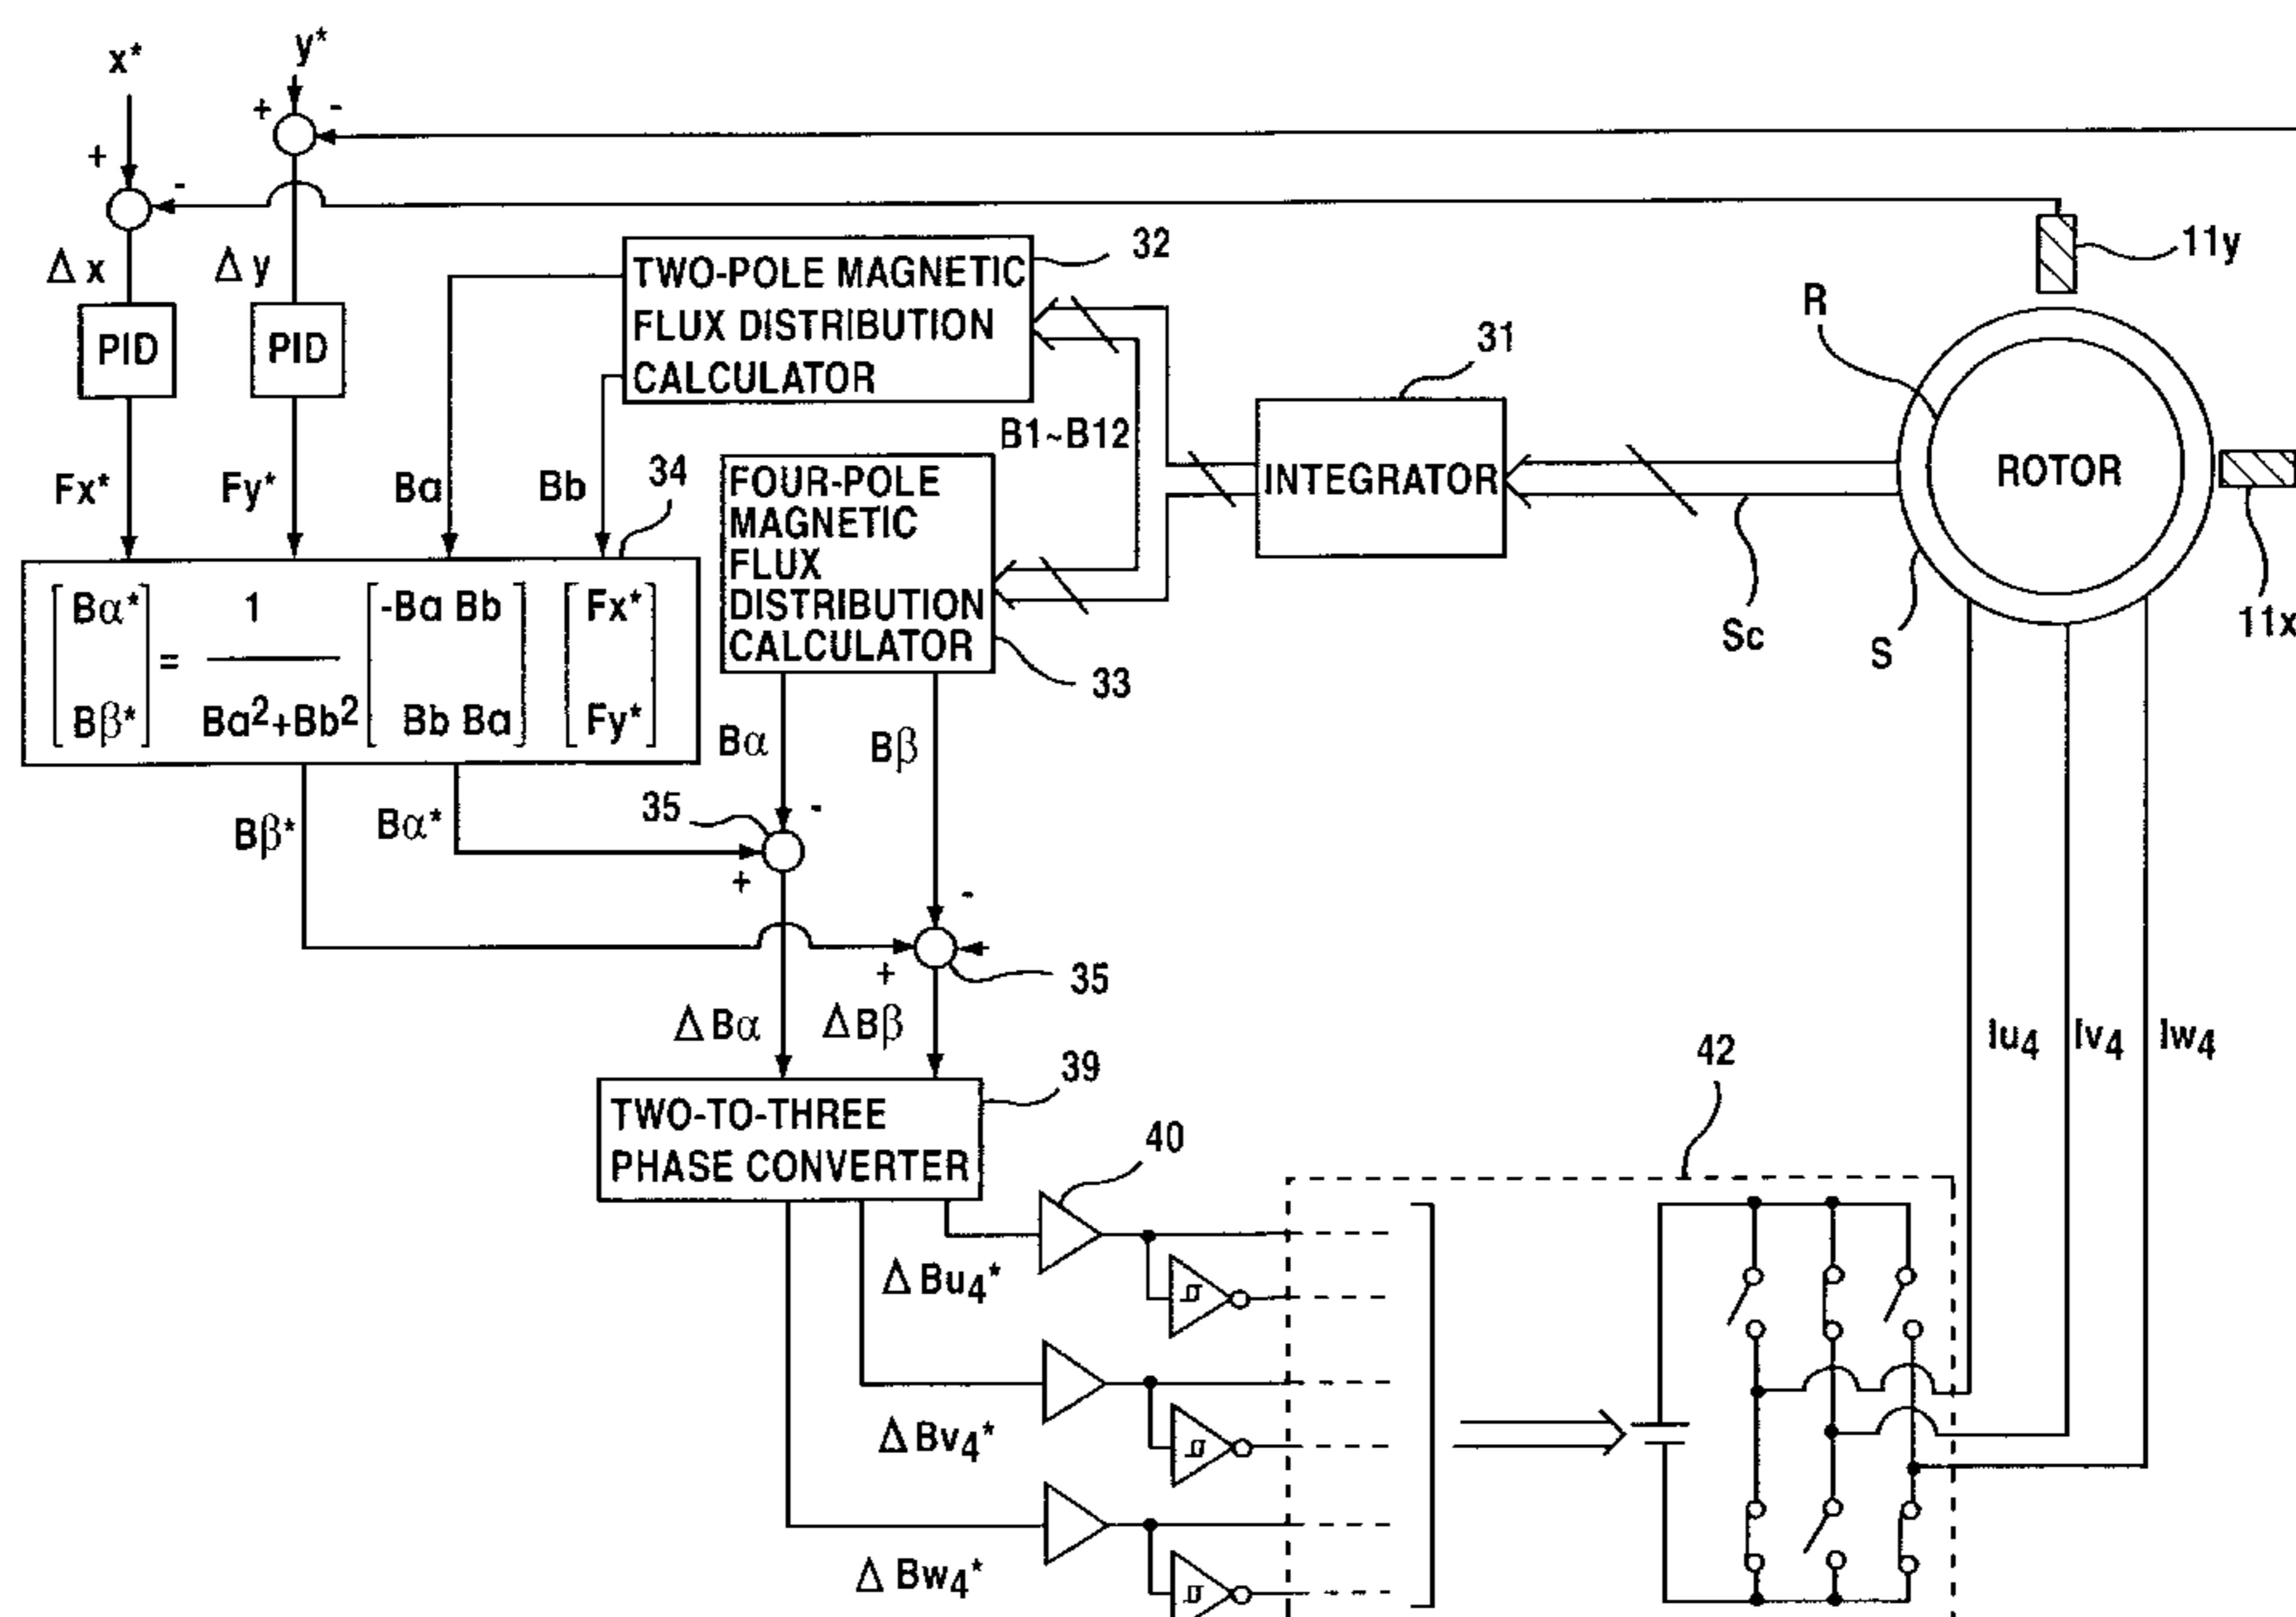 x*
y*
+
-
+
-
Δx
Δy
PID
PID
Fx*
Fy*
Ba
Bb
34
TWO-POLE MAGNETIC
FLUX DISTRIBUTION
CALCULATOR
32
B1~B12
FOUR-POLE
MAGNETIC
FLUX
DISTRIBUTION
CALCULATOR
33
INTEGRATOR
31
R
ROTOR
11y
11x
Sc
S
Bα*
Bβ*
=
1
Ba²+Bb²
-Ba Bb
Bb Ba
Fx*
Fy*
Bα
Bβ
Bβ*
Bα*
35
-
+
-
+
35
ΔBα
ΔBβ
TWO-TO-THREE
PHASE CONVERTER
39
40
42
Iu₄
Iv₄
Iw₄
ΔBu₄*
ΔBv₄*
ΔBw₄*